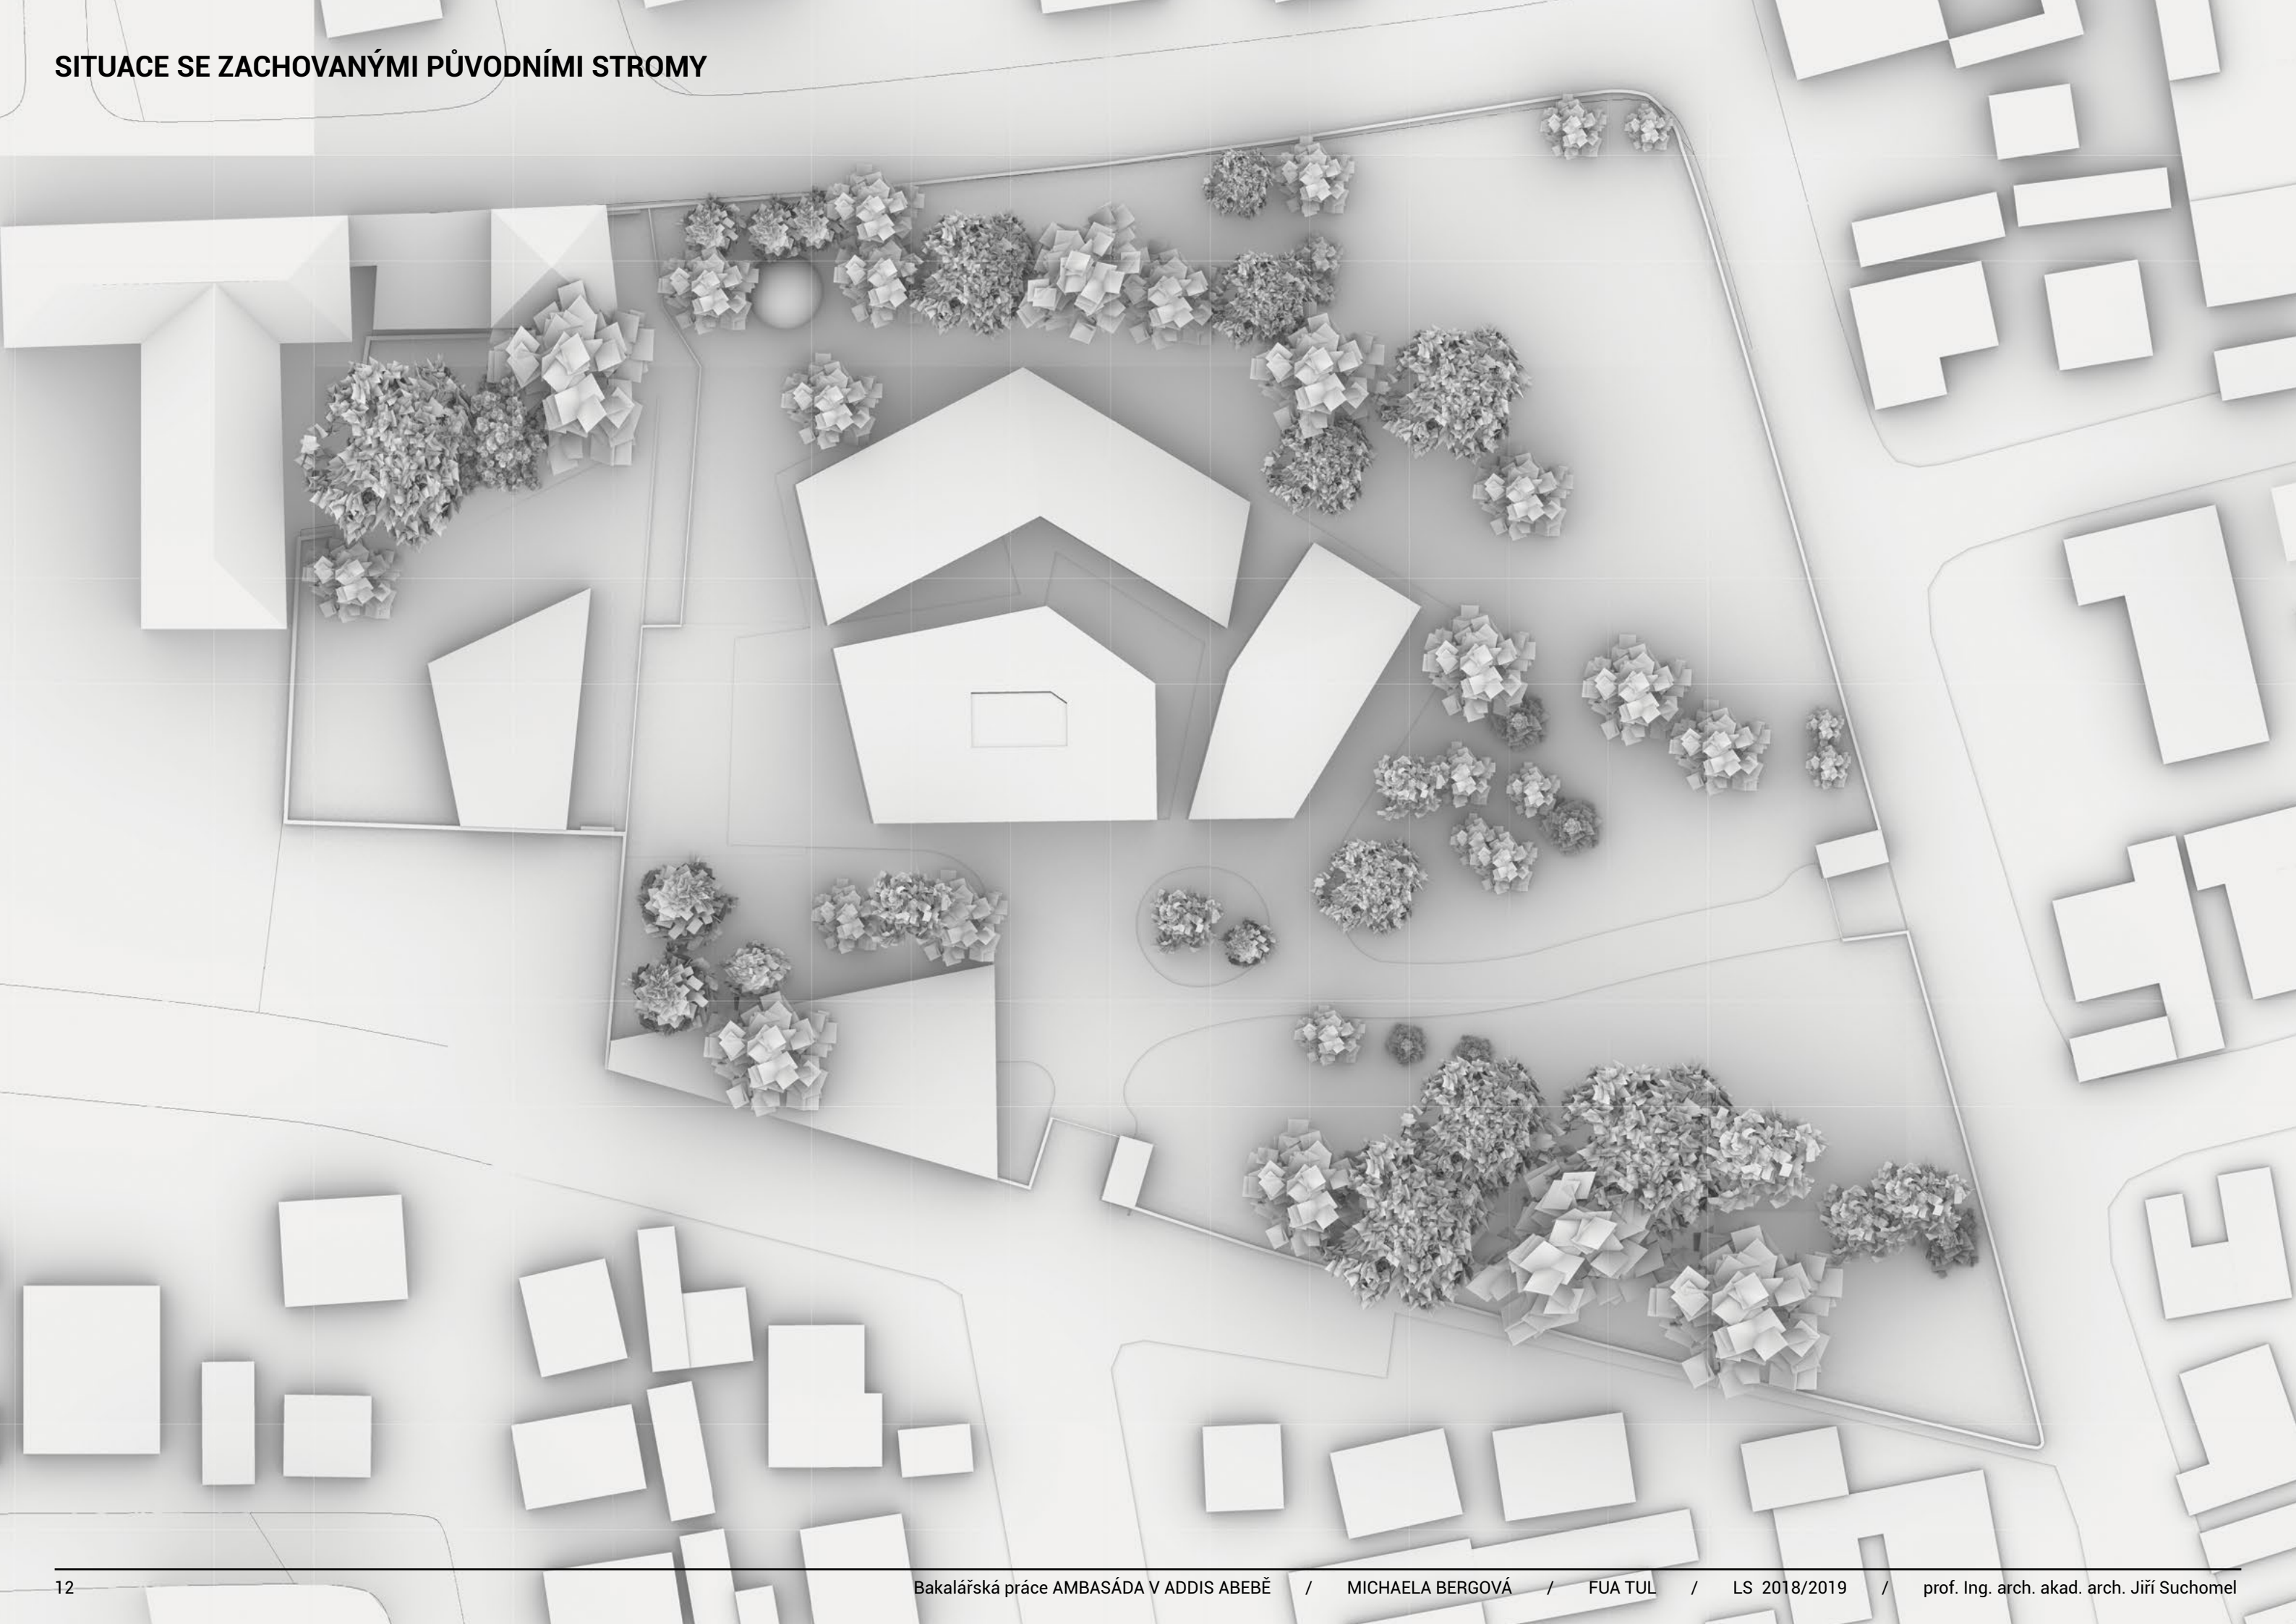 SITUACE SE ZACHOVANÝMI PŮVODNÍMI STROMY
12 Bakalářská práce AMBASÁDA V ADDIS ABEBĚ / MICHAELA BERGOVÁ / FUA TUL / LS 2018/2019 / prof. Ing. arch. akad. arch. Jiří Suchomel